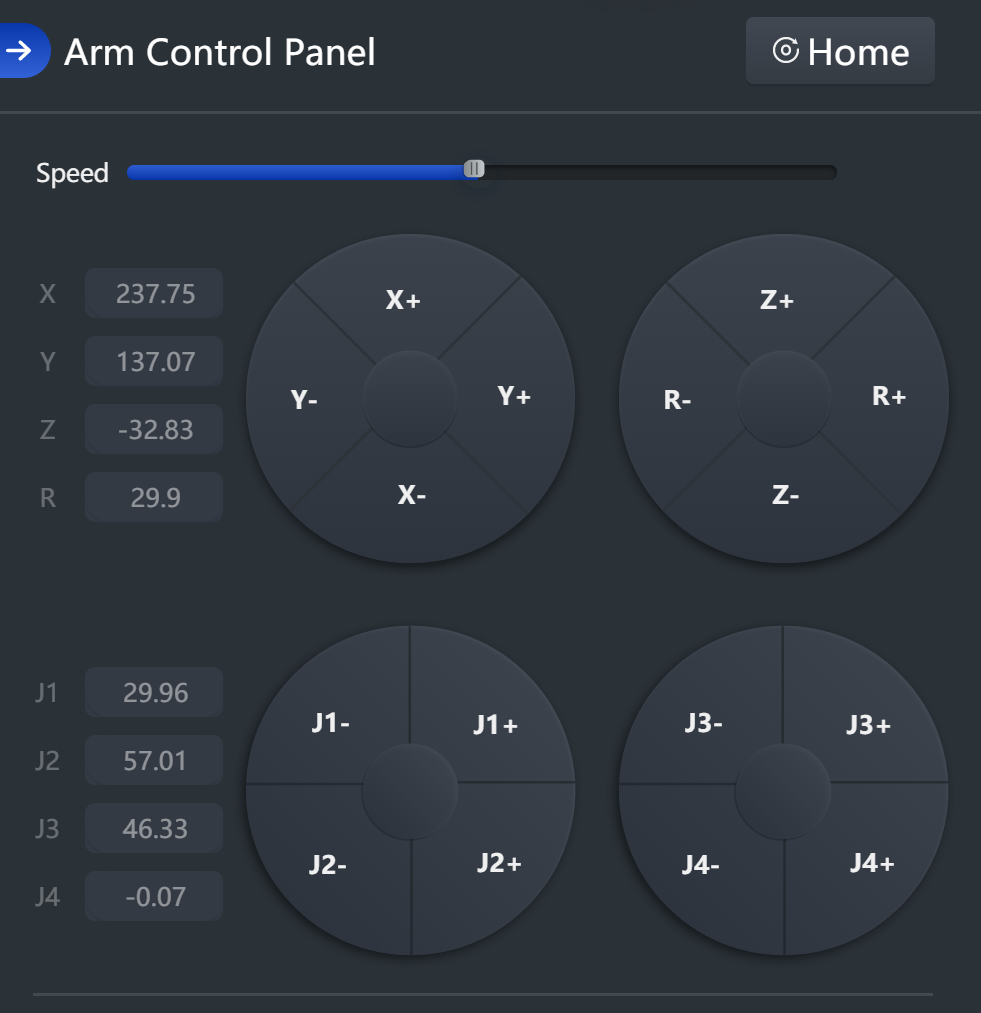 Arm Control Panel
Home
Speed
X 237.75
Y 137.07
Z -32.83
R 29.9
X+
Y- Y+
X-
Z+
R- R+
Z-
J1 29.96
J2 57.01
J3 46.33
J4 -0.07
J1- J1+
J2- J2+
J3- J3+
J4- J4+